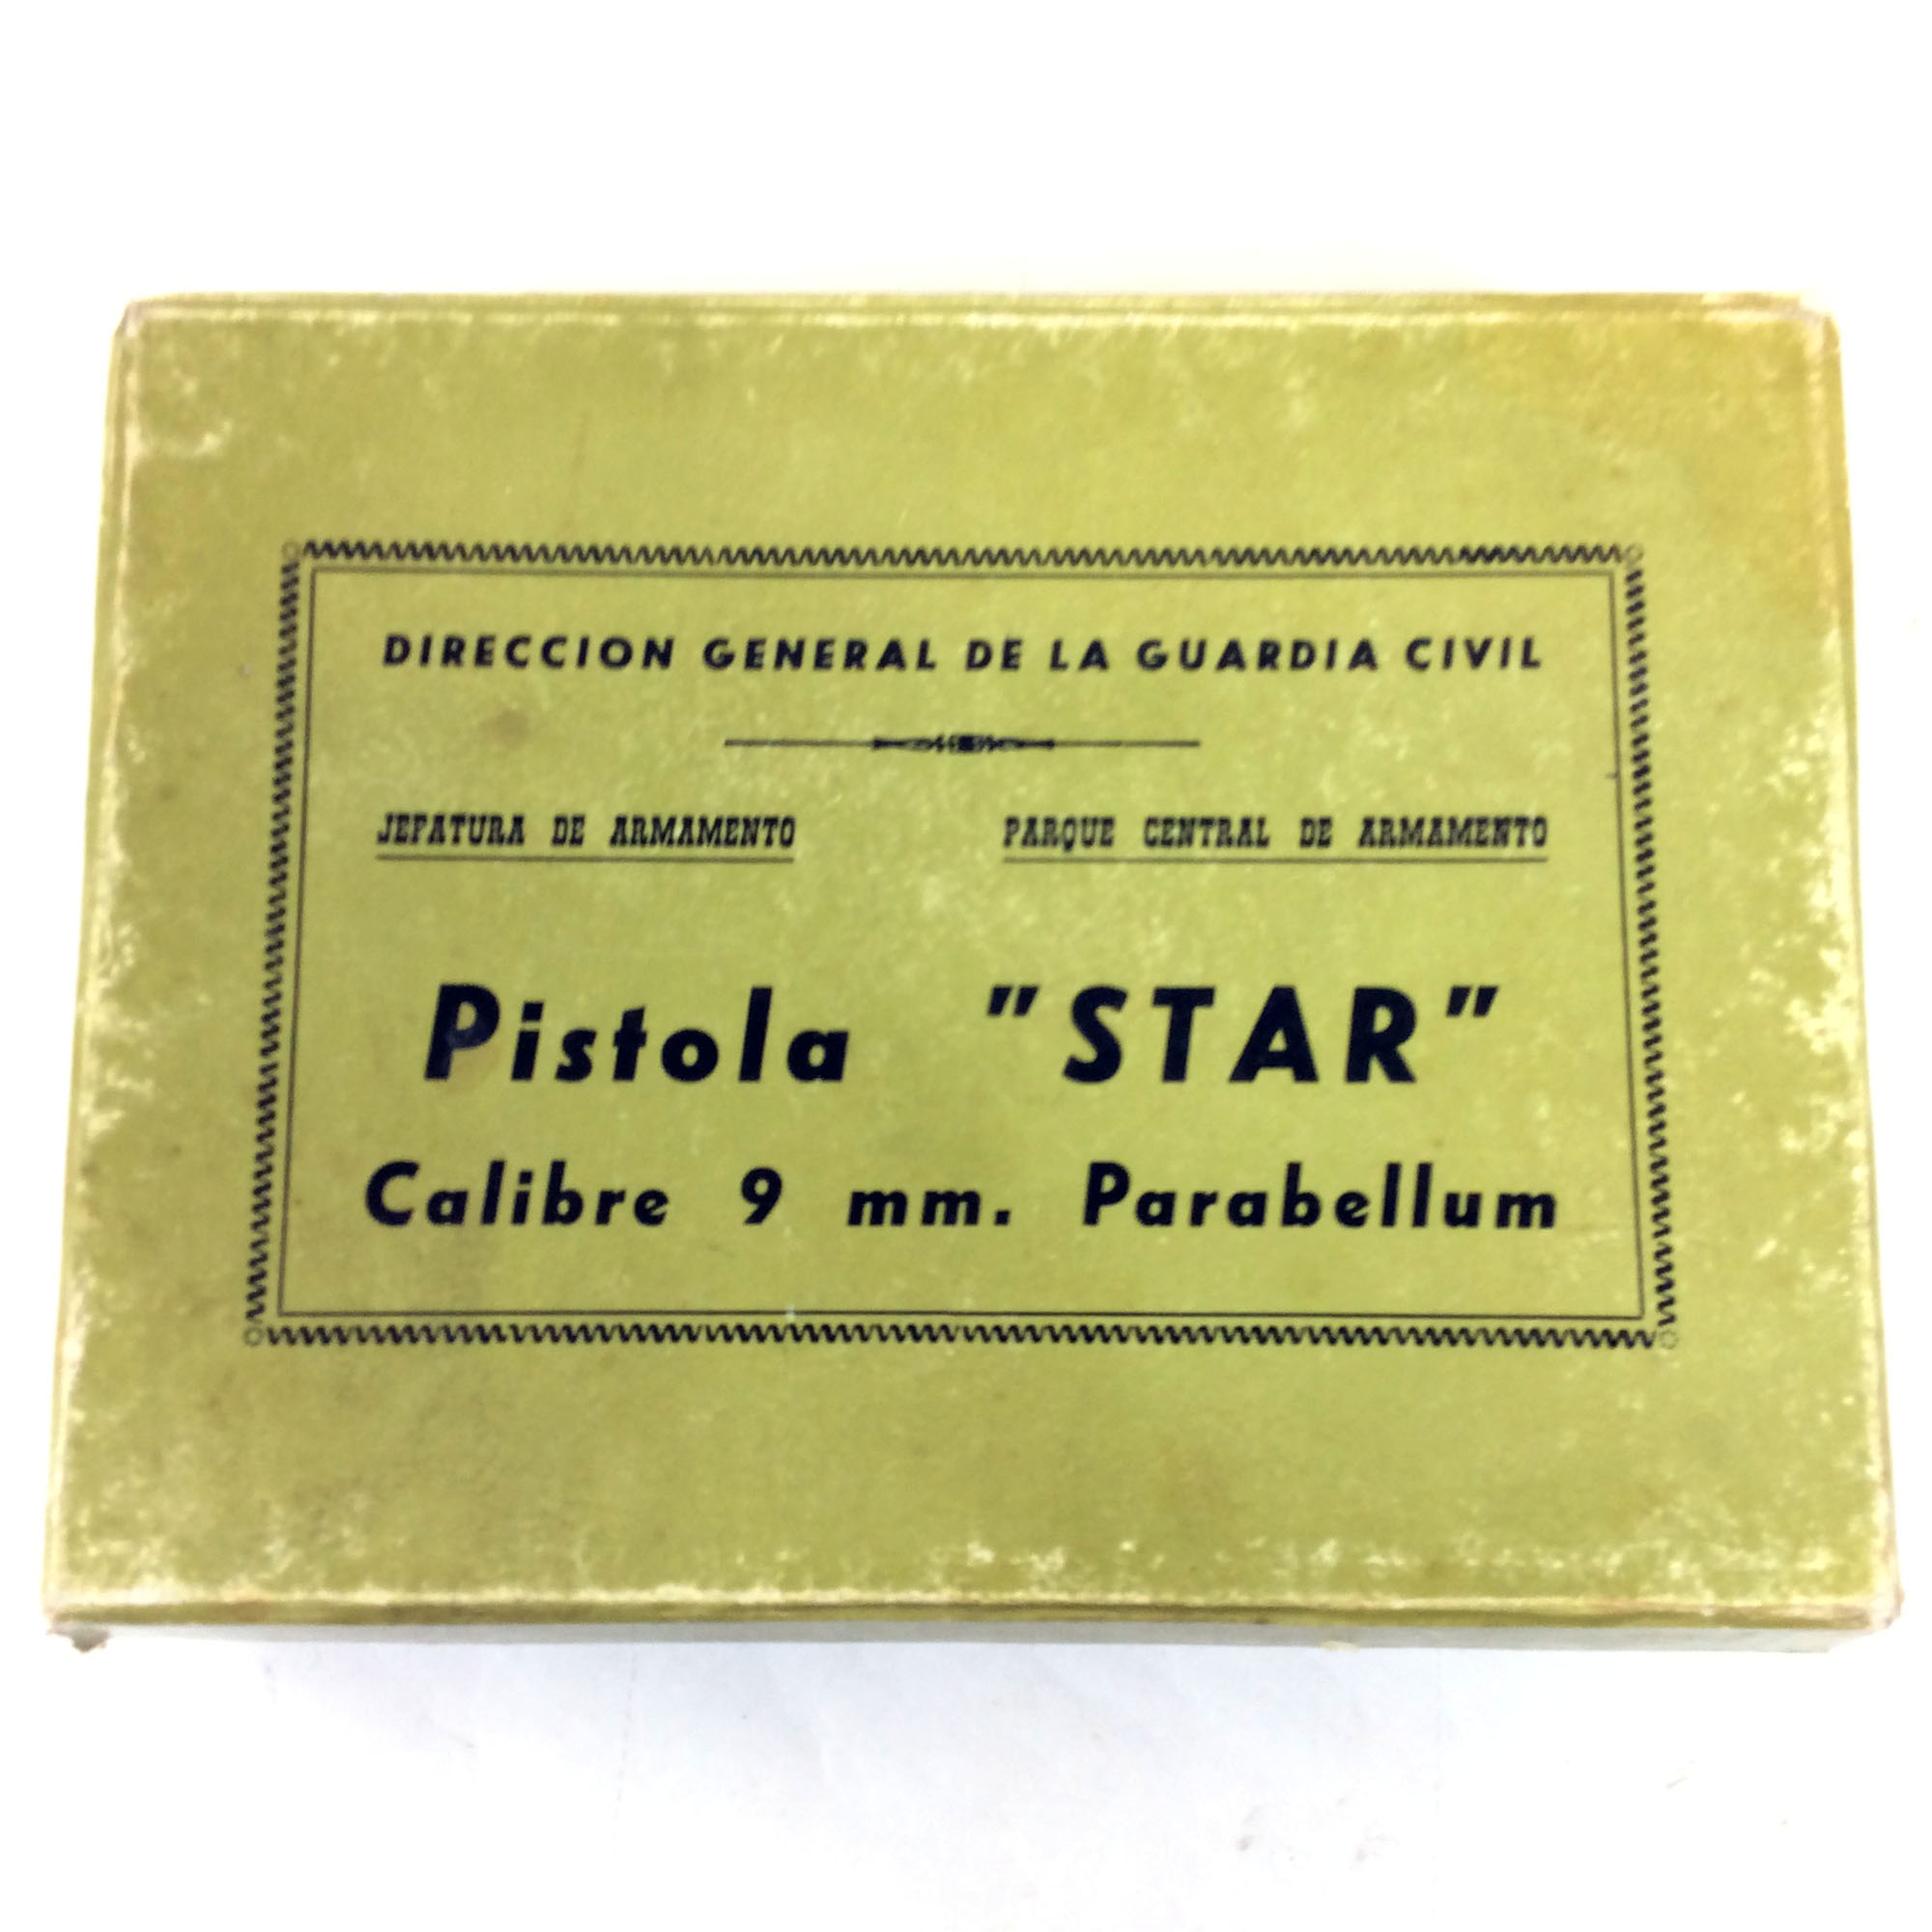 DIRECCION GENERAL DE LA GUARDIA CIVIL
JEFATURA DE ARMAMENTO PARQUE CENTRAL DE ARMAMENTO
Pistola "STAR"
Calibre 9 mm. Parabellum